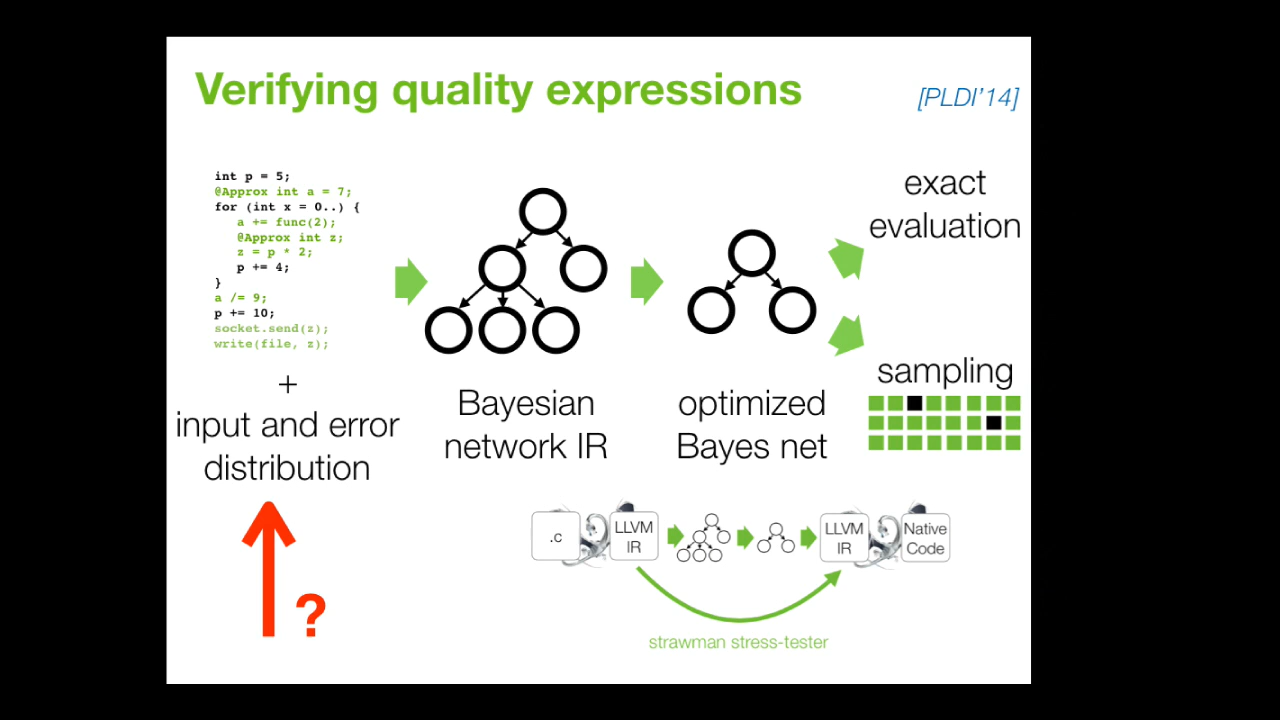 Verifying quality expressions
[PLDI'14]
int p = 5;
@Approx int a = 7;
for (int x = 0..) {
a += func(2);
@Approx int z;
z = p * 2;
p += 4;
}
a /= 9;
p += 10;
socket.send(z);
write(file, z);
+
input and error
distribution
?
Bayesian
network IR
optimized
Bayes net
exact
evaluation
sampling
.c
LLVM
IR
LLVM
IR
Native
Code
strawman stress-tester